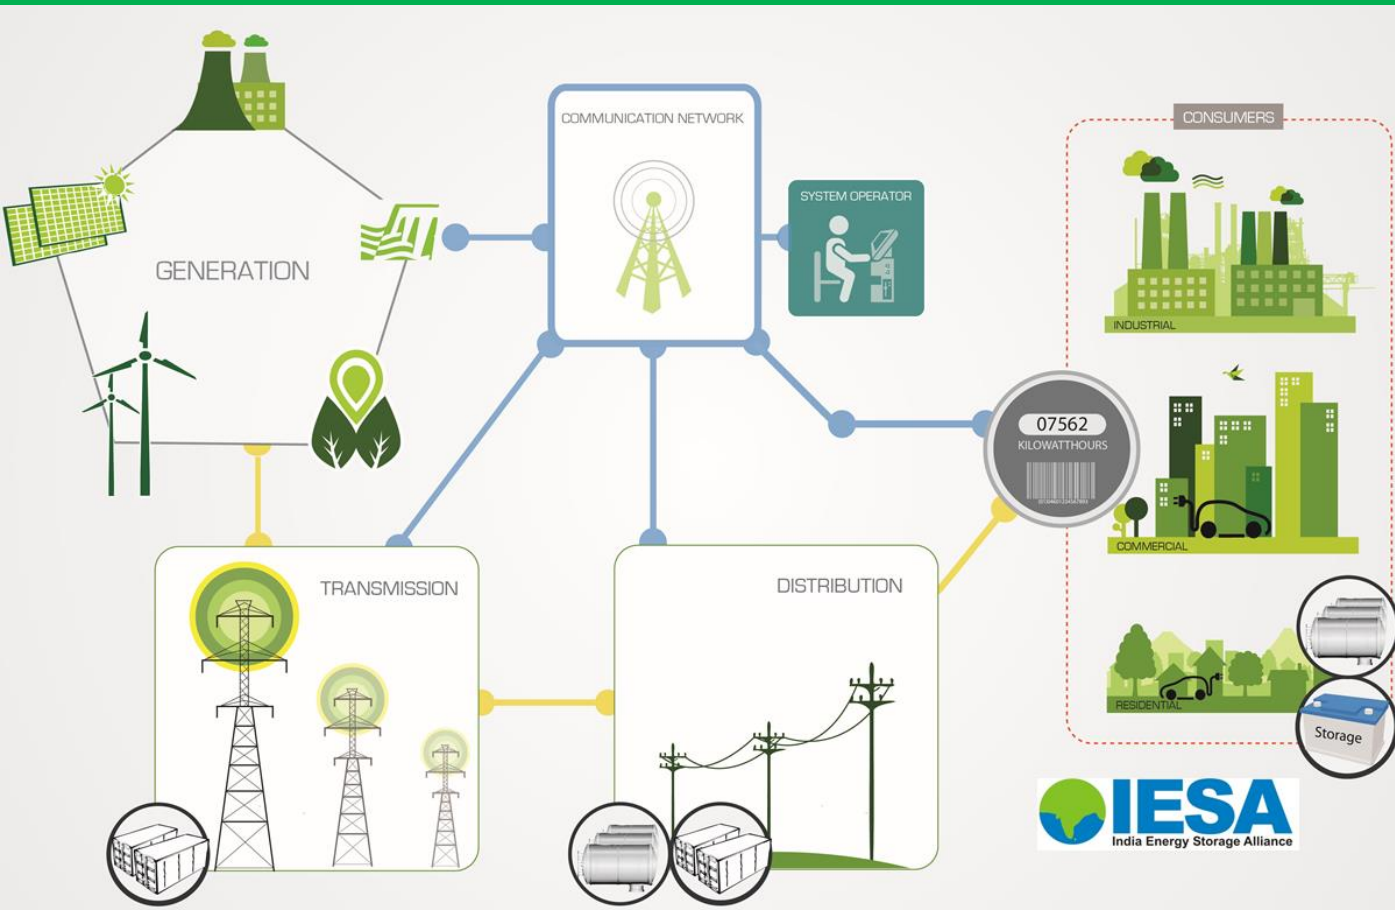 COMMUNICATION NETWORK
CONSUMERS
SYSTEM OPERATOR
GENERATION
INDUSTRIAL
07562
KILOWATTHOURS
COMMERCIAL
TRANSMISSION
DISTRIBUTION
RESIDENTIAL
Storage
IESA
India Energy Storage Alliance